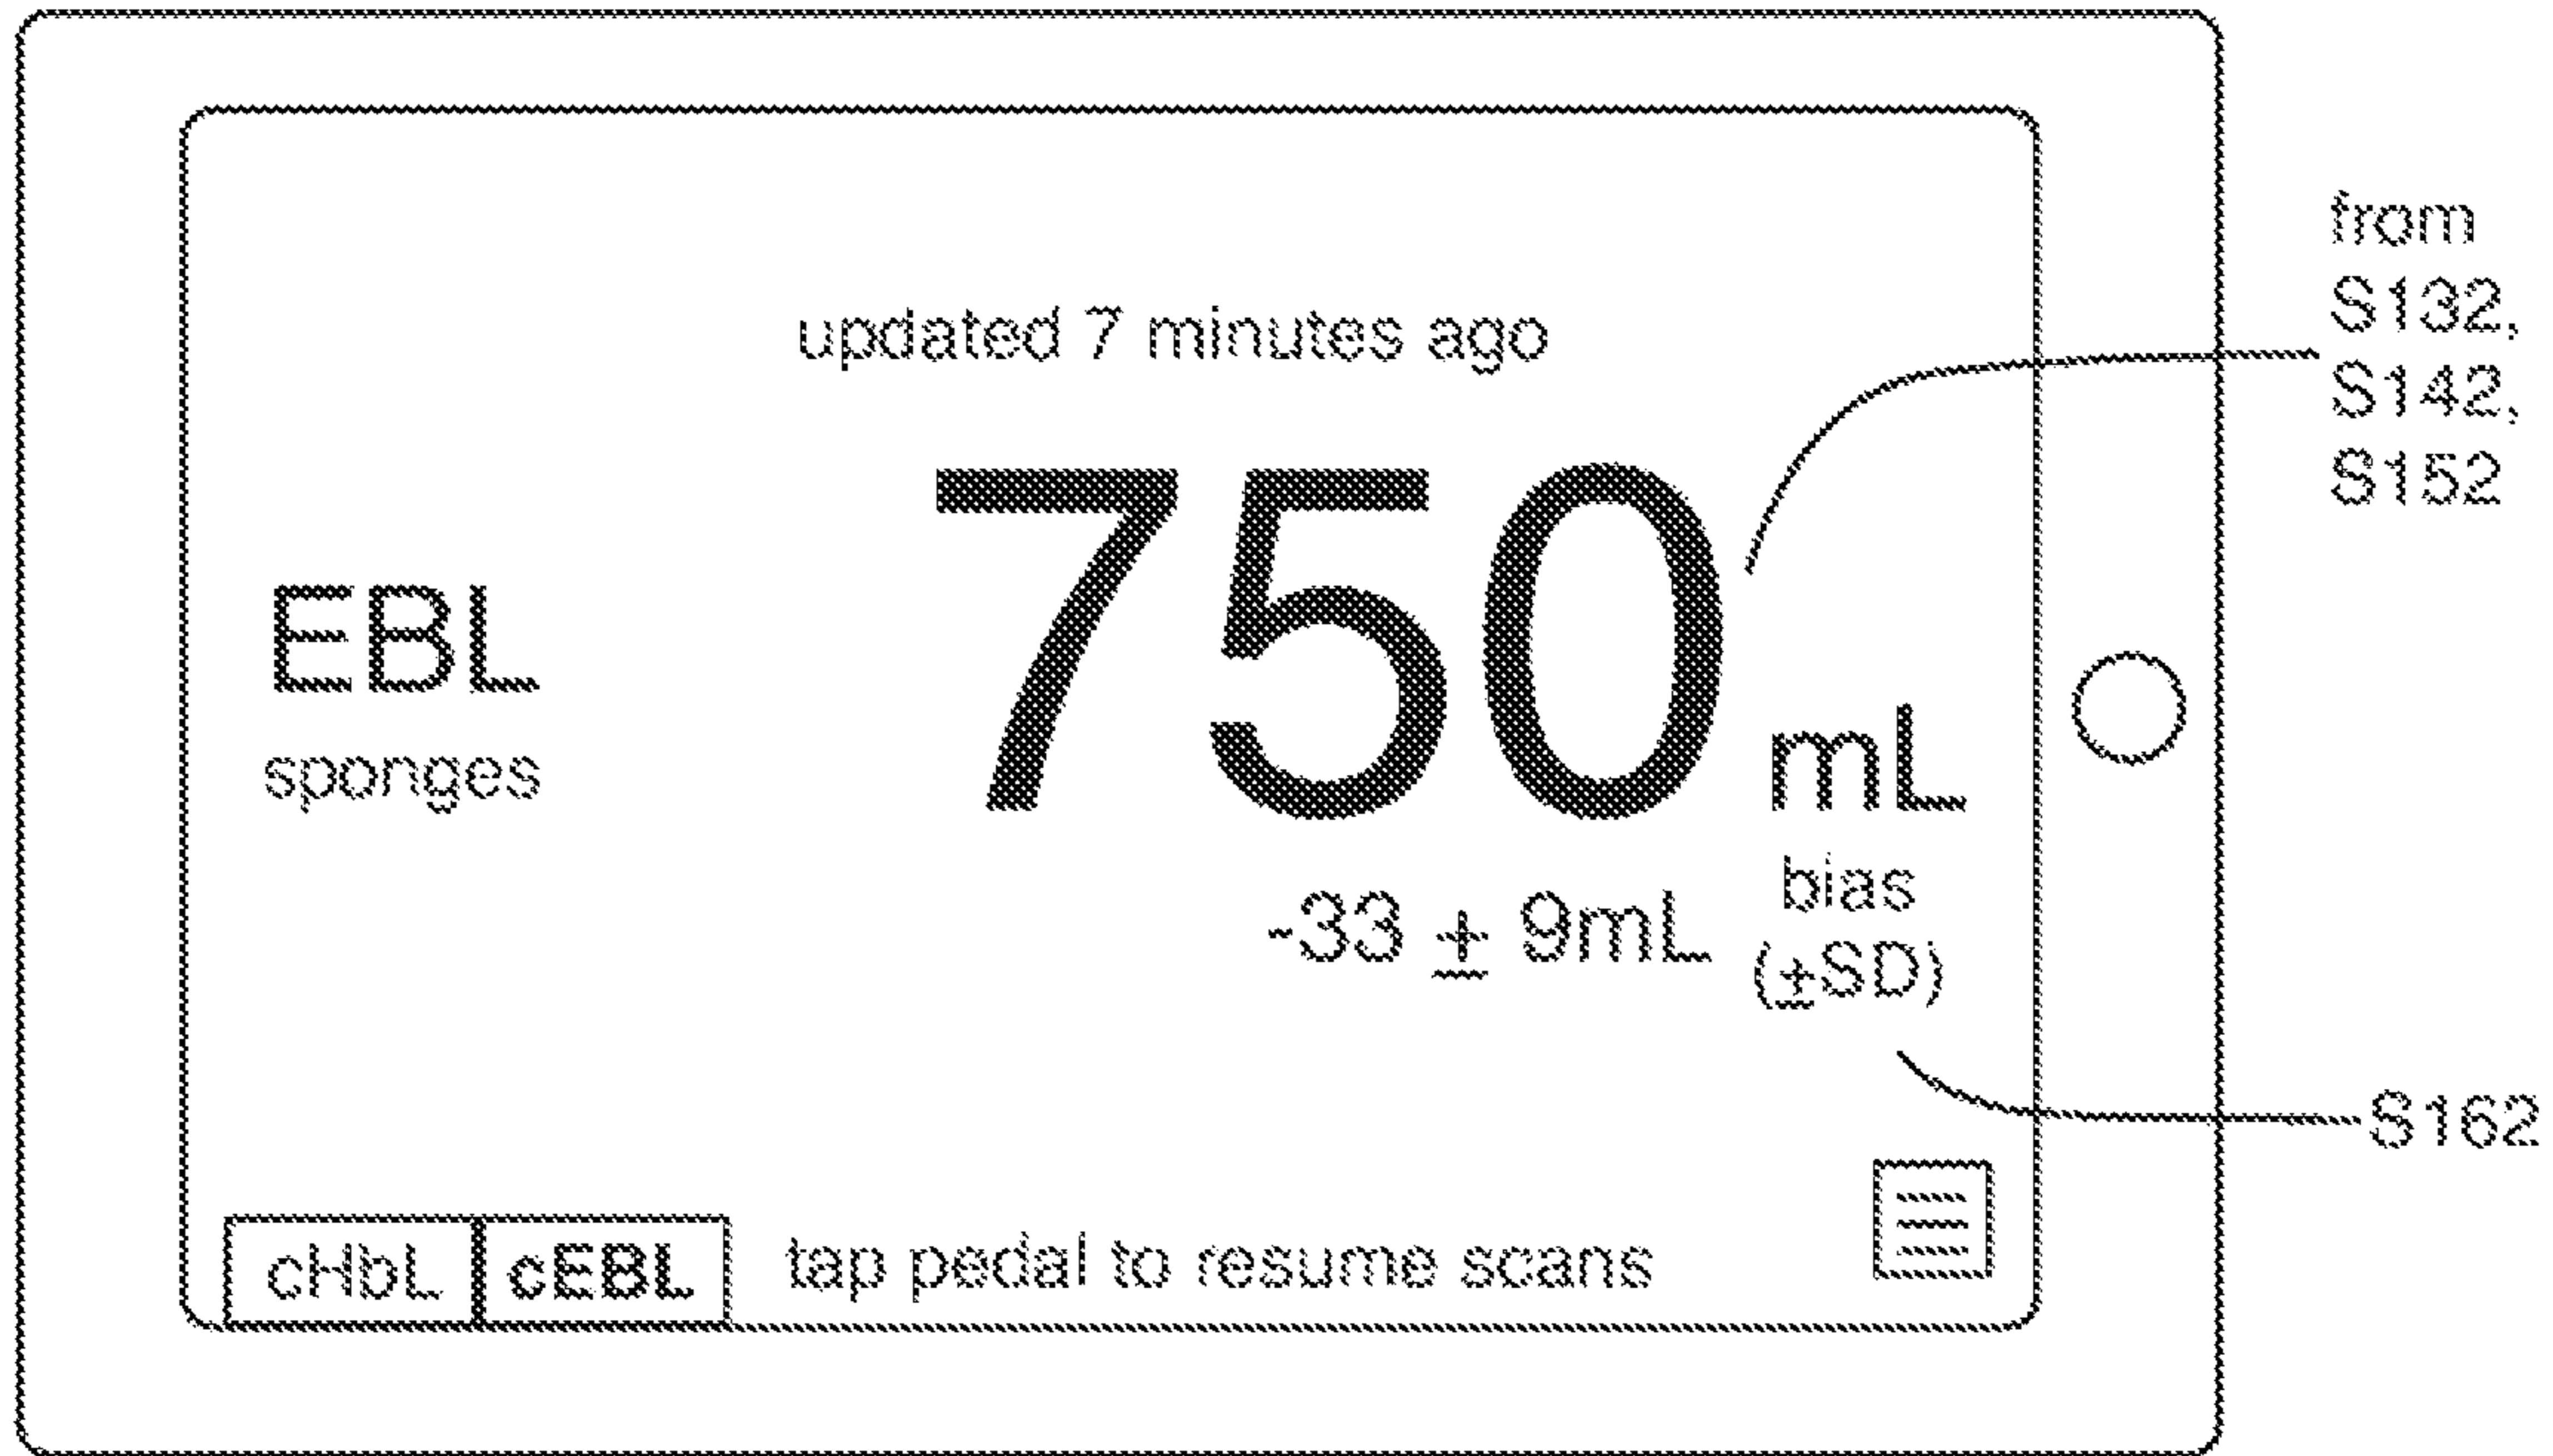 updated 7 minutes ago
from
S132,
S142,
S152
EBL
sponges
750 mL
-33 ± 9mL
bias
(±SD)
S162
cHbL
cEBL
tap pedal to resume scans